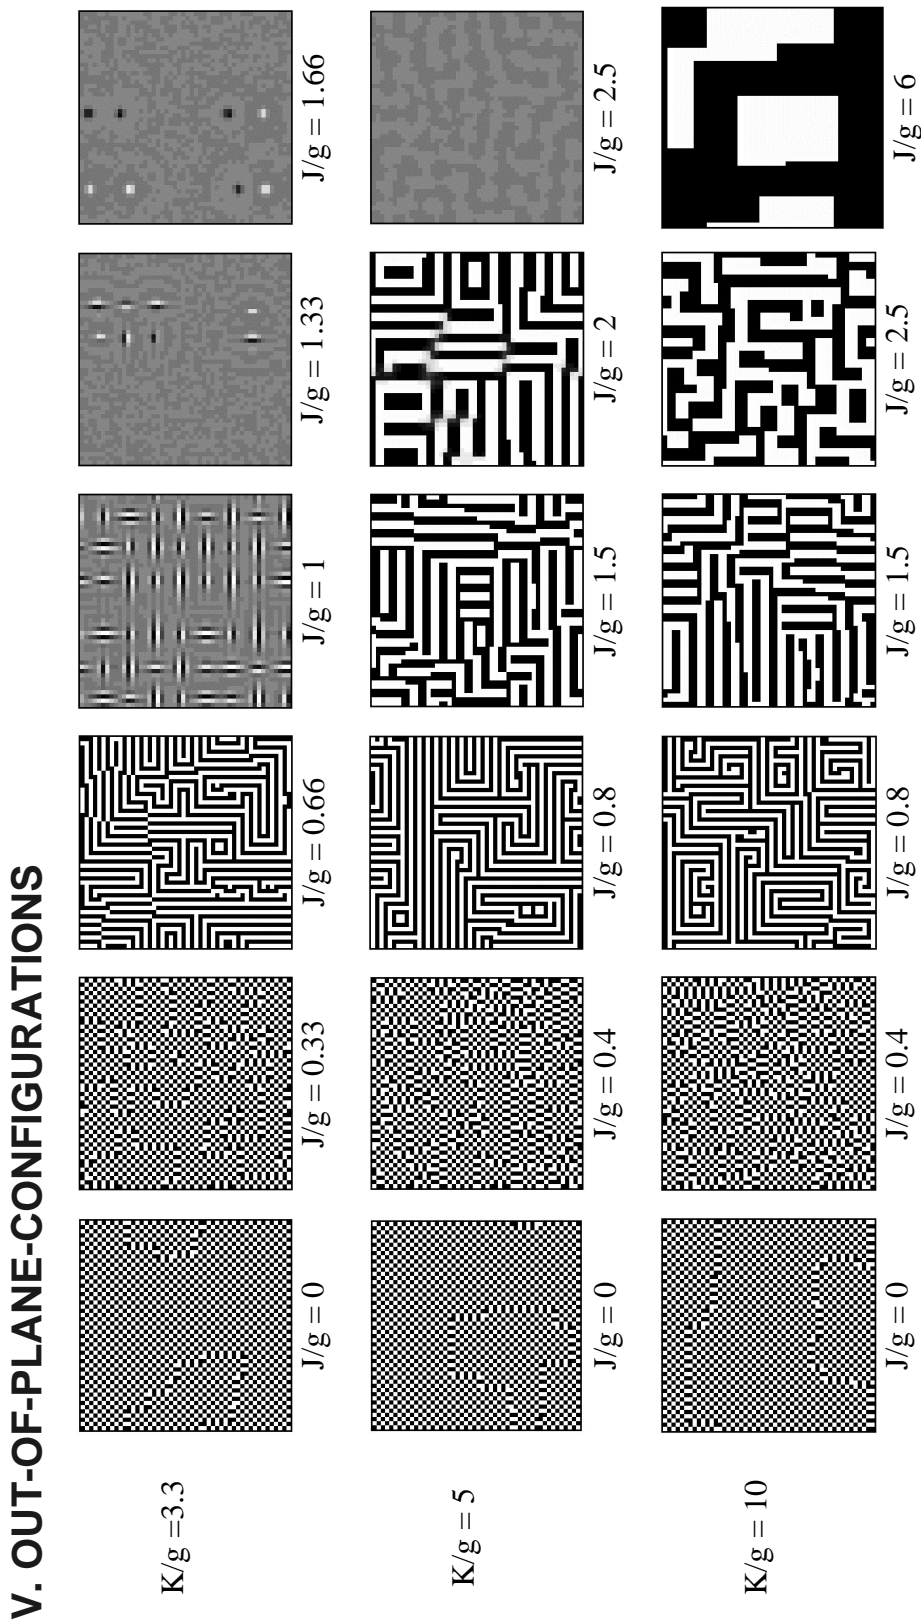 V. OUT-OF-PLANE-CONFIGURATIONS
K/g =3.3
J/g = 0
J/g = 0.33
J/g = 0.66
J/g = 1
J/g = 1.33
J/g = 1.66
K/g = 5
J/g = 0
J/g = 0.4
J/g = 0.8
J/g = 1.5
J/g = 2
J/g = 2.5
K/g = 10
J/g = 0
J/g = 0.4
J/g = 0.8
J/g = 1.5
J/g = 2.5
J/g = 6